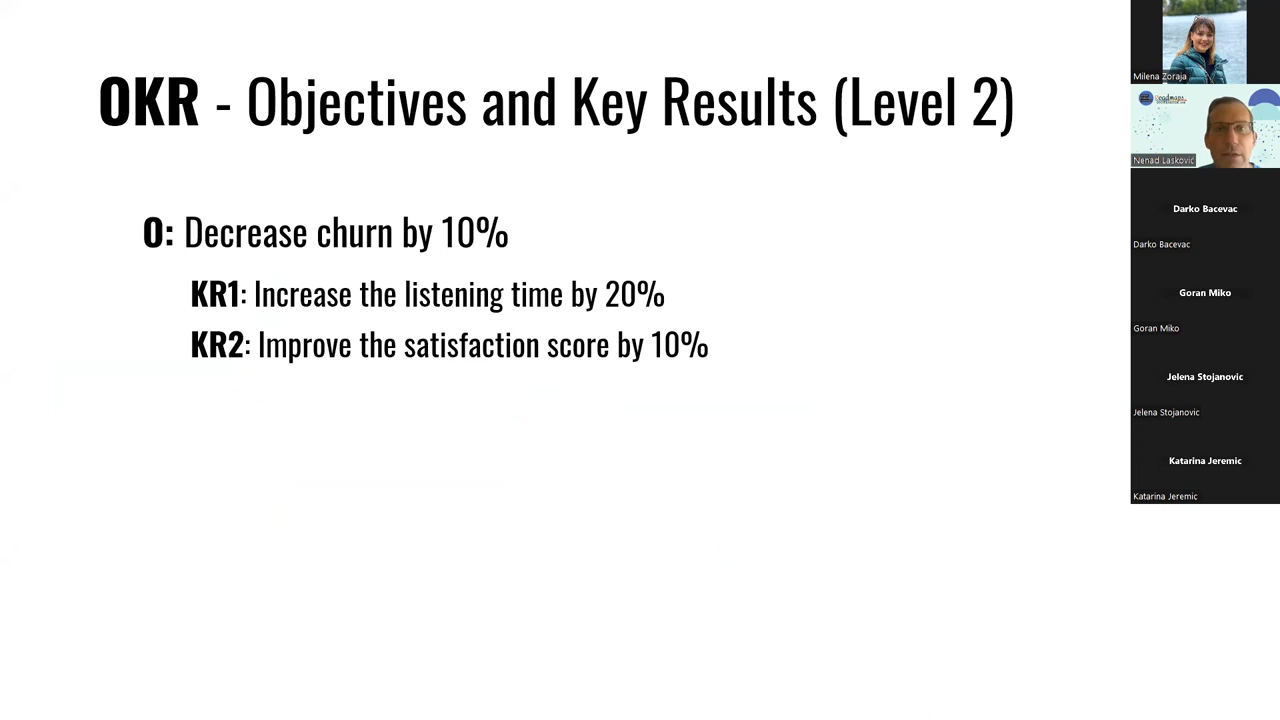 OKR - Objectives and Key Results (Level 2)
O: Decrease churn by 10%
KR1: Increase the listening time by 20%
KR2: Improve the satisfaction score by 10%
Milena Zoraja
Nenad Lasković
Darko Bacevac
Darko Bacevac
Goran Miko
Goran Miko
Jelena Stojanovic
Jelena Stojanovic
Katarina Jeremic
Katarina Jeremic